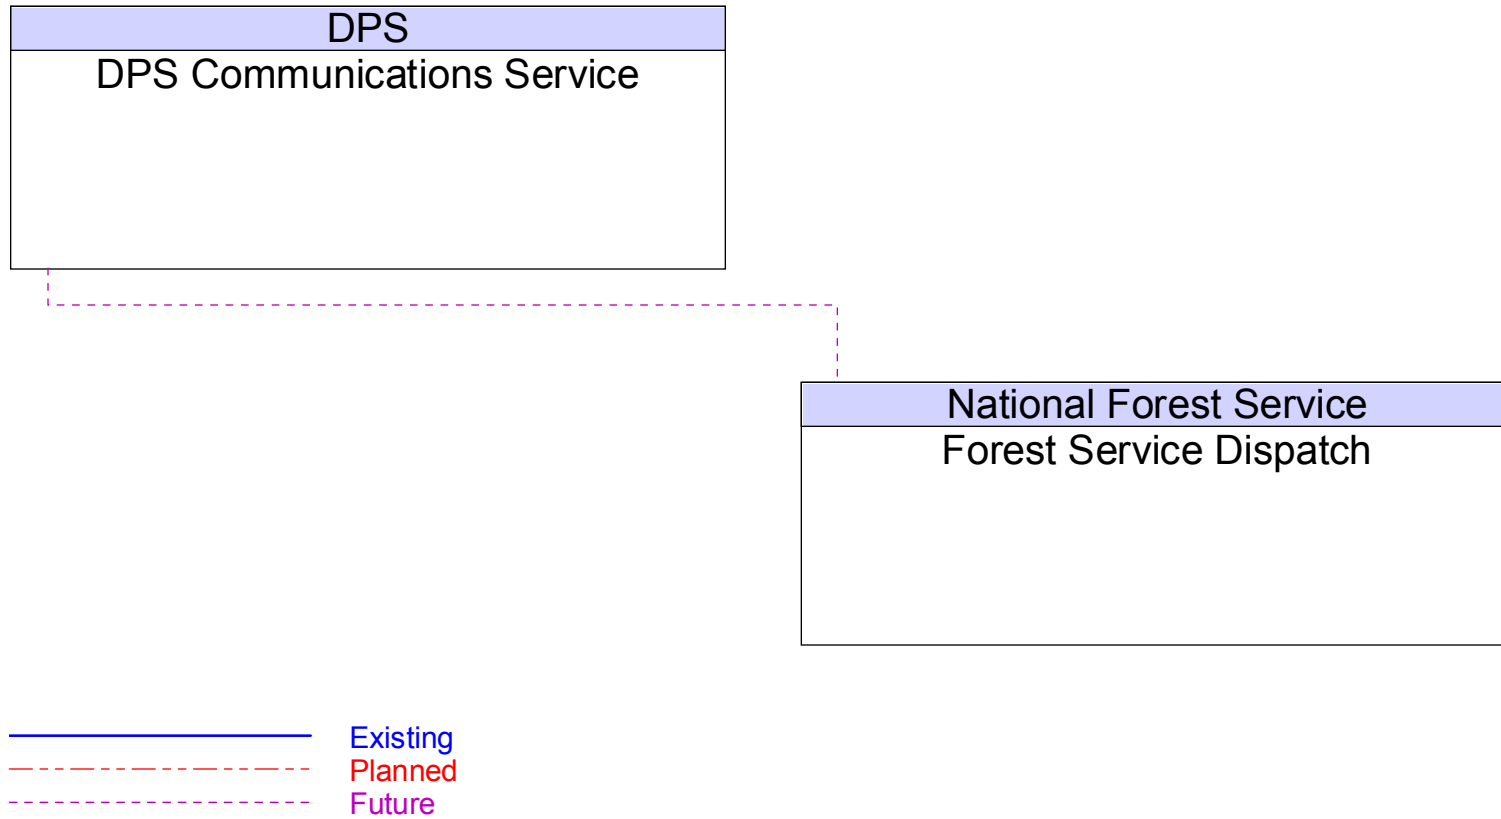 DPS
DPS Communications Service
National Forest Service
Forest Service Dispatch
Existing
Planned
Future